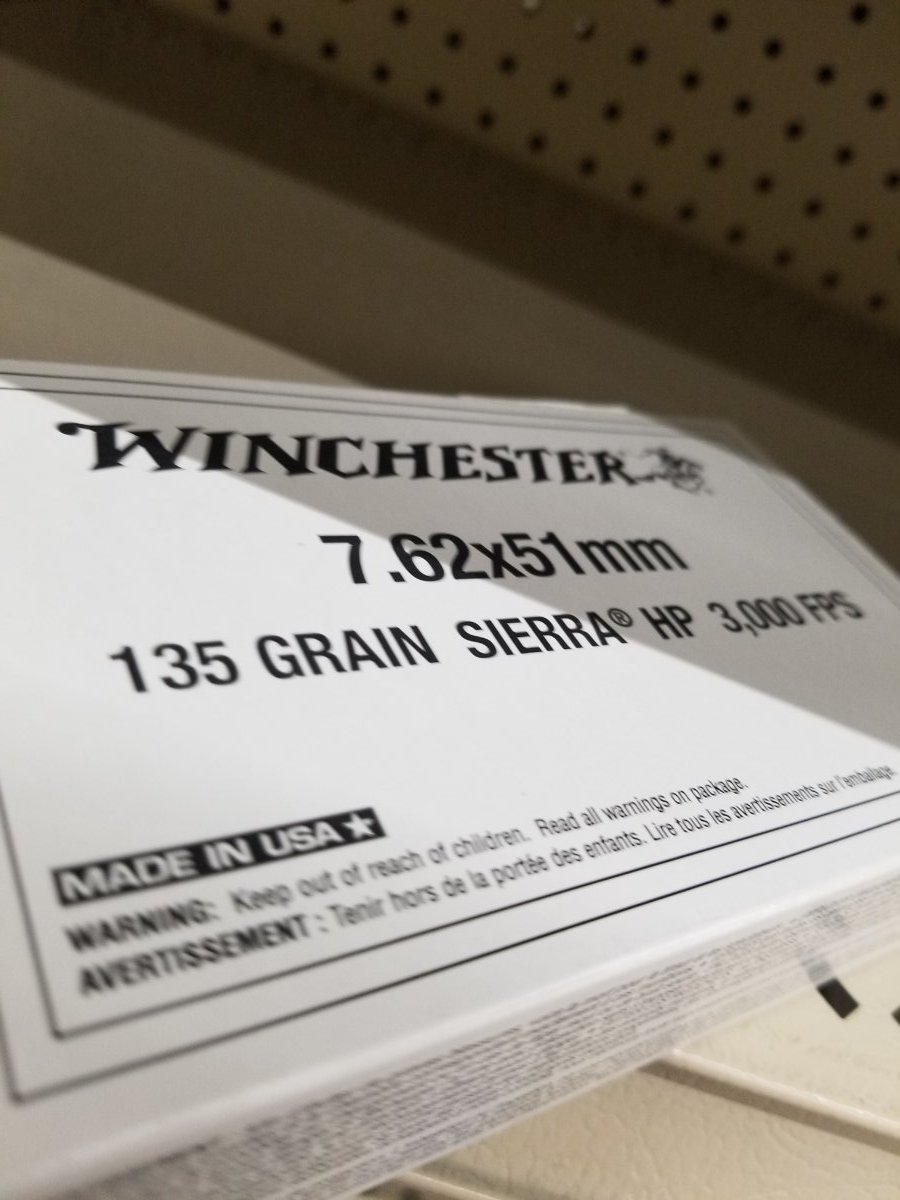 WINCHESTER
7.62x51mm
135 GRAIN SIERRA® HP 3,000 FPS
MADE IN USA★
WARNING: Keep out of reach of children. Read all warnings on package.
AVERTISSEMENT : Tenir hors de la portée des enfants. Lire tous les avertissements sur l'emballage.